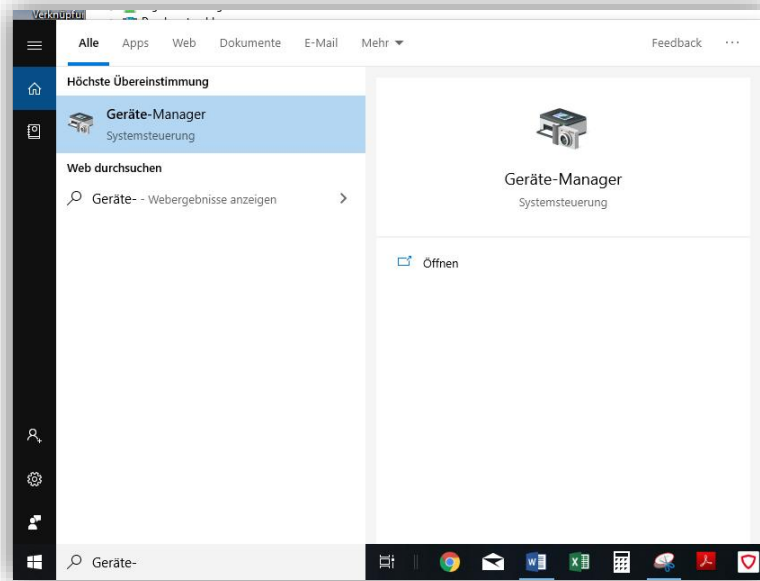 Verknüpfu
Alle Apps Web Dokumente E-Mail Mehr Feedback ...
Höchste Übereinstimmung
Geräte-Manager
Systemsteuerung
Web durchsuchen
Geräte- - Webergebnisse anzeigen
Geräte-Manager
Systemsteuerung
Öffnen
Geräte-